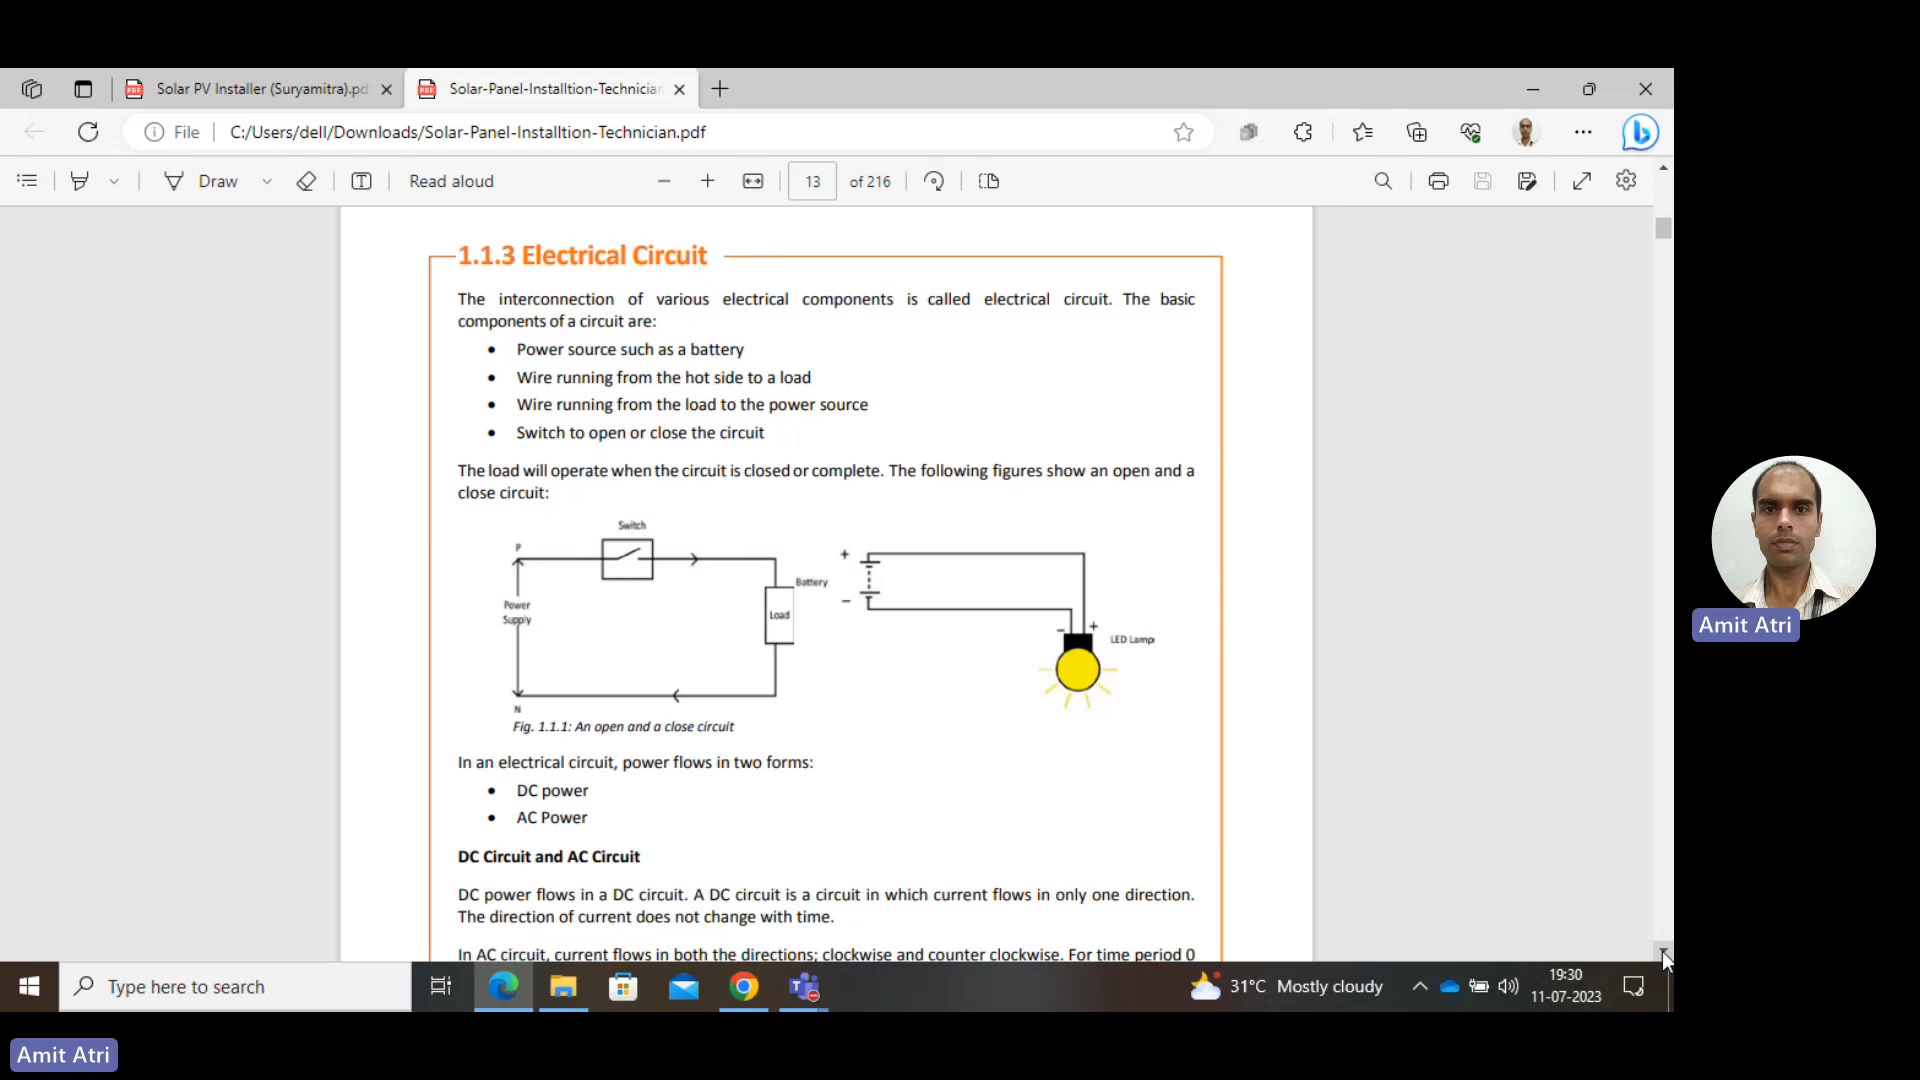 Solar PV Installer (Suryamitra).pd
Solar-Panel-Installtion-Technician
File
C:/Users/dell/Downloads/Solar-Panel-Installtion-Technician.pdf
Draw
Read aloud
13
of 216
1.1.3 Electrical Circuit
The interconnection of various electrical components is called electrical circuit. The basic
components of a circuit are:
• Power source such as a battery
• Wire running from the hot side to a load
• Wire running from the load to the power source
• Switch to open or close the circuit
The load will operate when the circuit is closed or complete. The following figures show an open and a
close circuit:
Switch
P
Power
Supply
N
Load
Battery
+
−
− +
LED Lamp
Fig. 1.1.1: An open and a close circuit
In an electrical circuit, power flows in two forms:
• DC power
• AC Power
DC Circuit and AC Circuit
DC power flows in a DC circuit. A DC circuit is a circuit in which current flows in only one direction.
The direction of current does not change with time.
In AC circuit, current flows in both the directions; clockwise and counter clockwise. For time period 0
Amit Atri
Type here to search
31°C Mostly cloudy
19:30
11-07-2023
Amit Atri